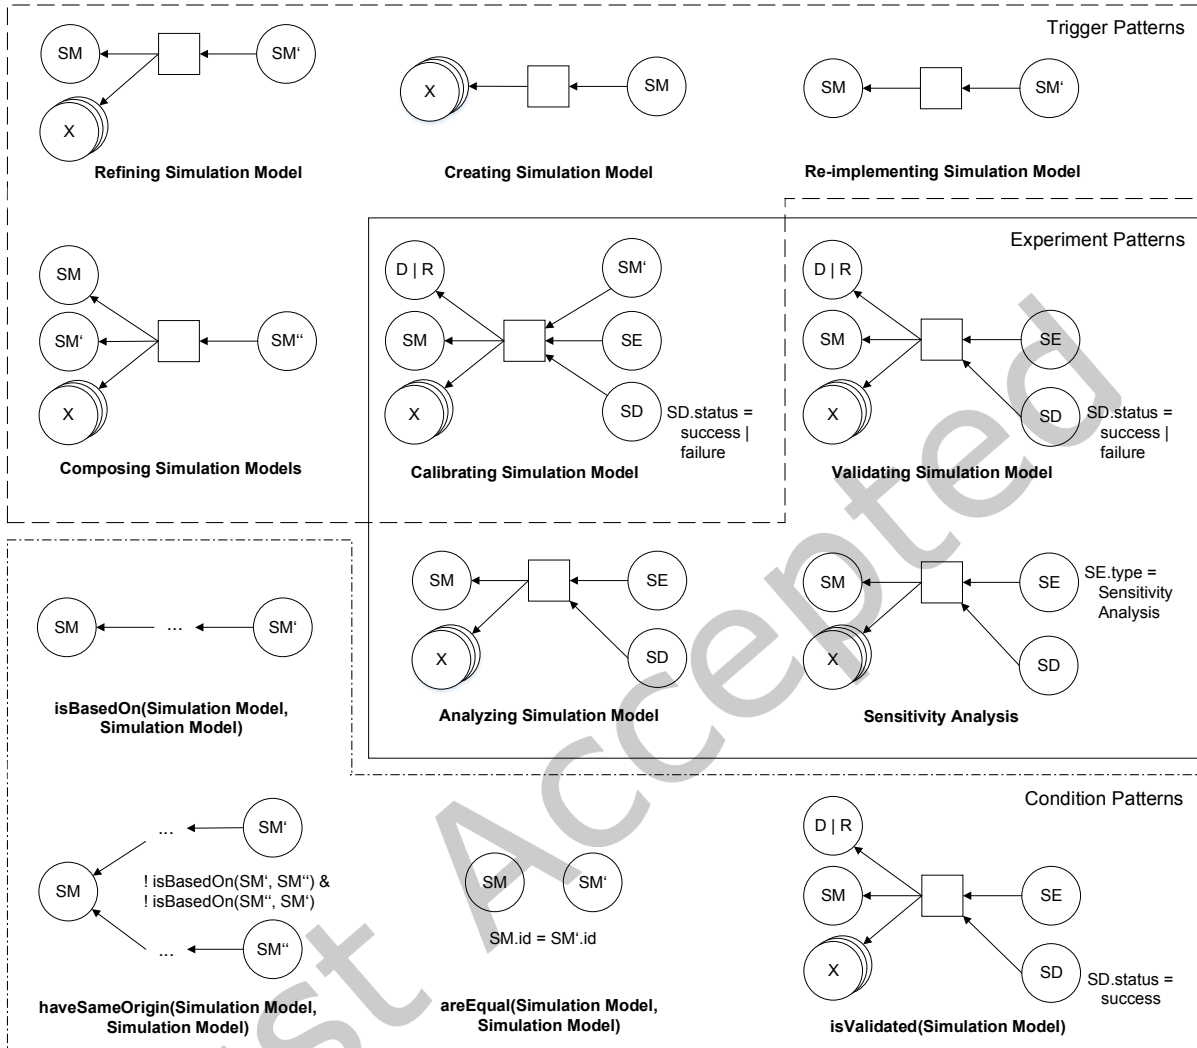 Trigger Patterns
SM
SM‘
X
Refining Simulation Model
X
SM
Creating Simulation Model
SM
SM‘
Re-implementing Simulation Model
SM
SM‘
X
SM‘‘
Composing Simulation Models
Experiment Patterns
D | R
SM
X
SM‘
SE
SD
SD.status =
success |
failure
Calibrating Simulation Model
D | R
SM
X
SE
SD
SD.status =
success |
failure
Validating Simulation Model
SM
X
SE
SD
Analyzing Simulation Model
SM
X
SE
SD
SE.type =
Sensitivity
Analysis
Sensitivity Analysis
SM
...
SM‘
isBasedOn(Simulation Model,
Simulation Model)
Condition Patterns
SM
...
SM‘
! isBasedOn(SM‘, SM‘‘) &
! isBasedOn(SM‘‘, SM‘)
...
SM‘‘
haveSameOrigin(Simulation Model,
Simulation Model)
SM
SM‘
SM.id = SM‘.id
areEqual(Simulation Model,
Simulation Model)
D | R
SM
X
SE
SD
SD.status =
success
isValidated(Simulation Model)
st Accepted